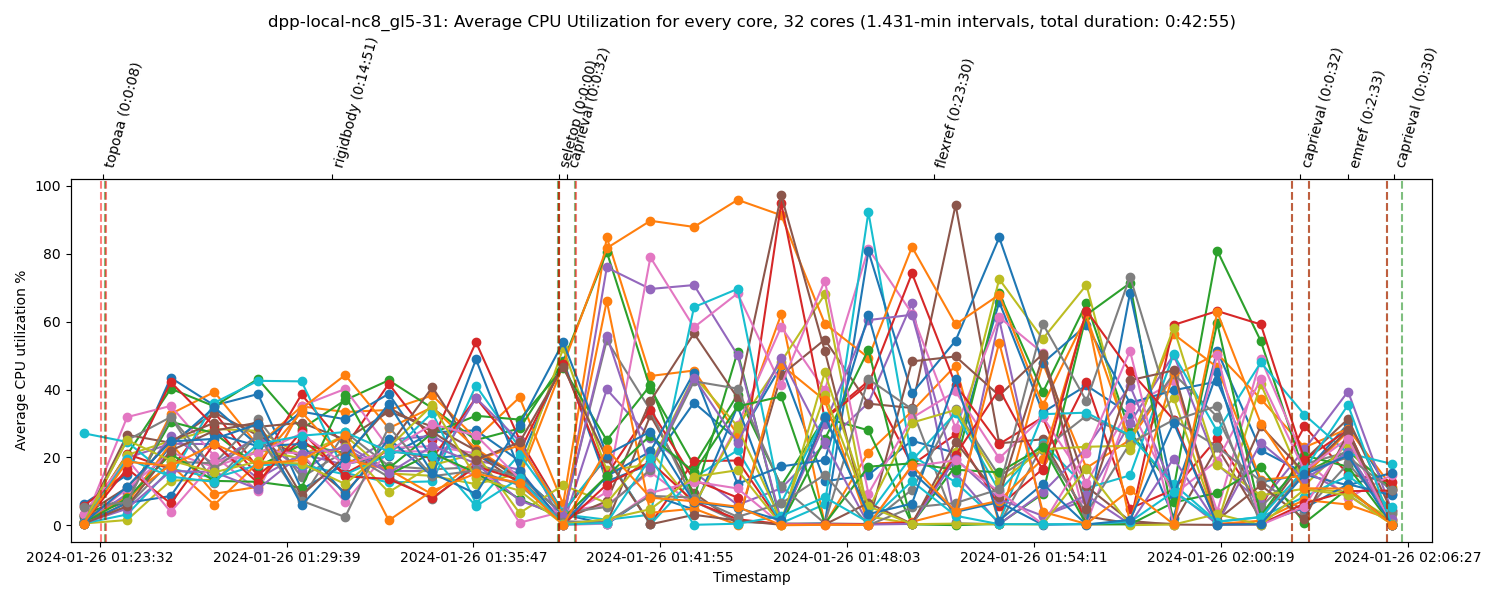 dpp-local-nc8_gl5-31: Average CPU Utilization for every core, 32 cores (1.431-min intervals, total duration: 0:42:55)
topoaa (0:0:08)
rigidbody (0:14:51)
seletop (0:0:00)
caprieval (0:0:32)
flexref (0:23:30)
caprieval (0:0:32)
emref (0:2:33)
caprieval (0:0:30)
Average CPU utilization %
100
80
60
40
20
0
2024-01-26 01:23:32
2024-01-26 01:29:39
2024-01-26 01:35:47
2024-01-26 01:41:55
2024-01-26 01:48:03
2024-01-26 01:54:11
2024-01-26 02:00:19
2024-01-26 02:06:27
Timestamp